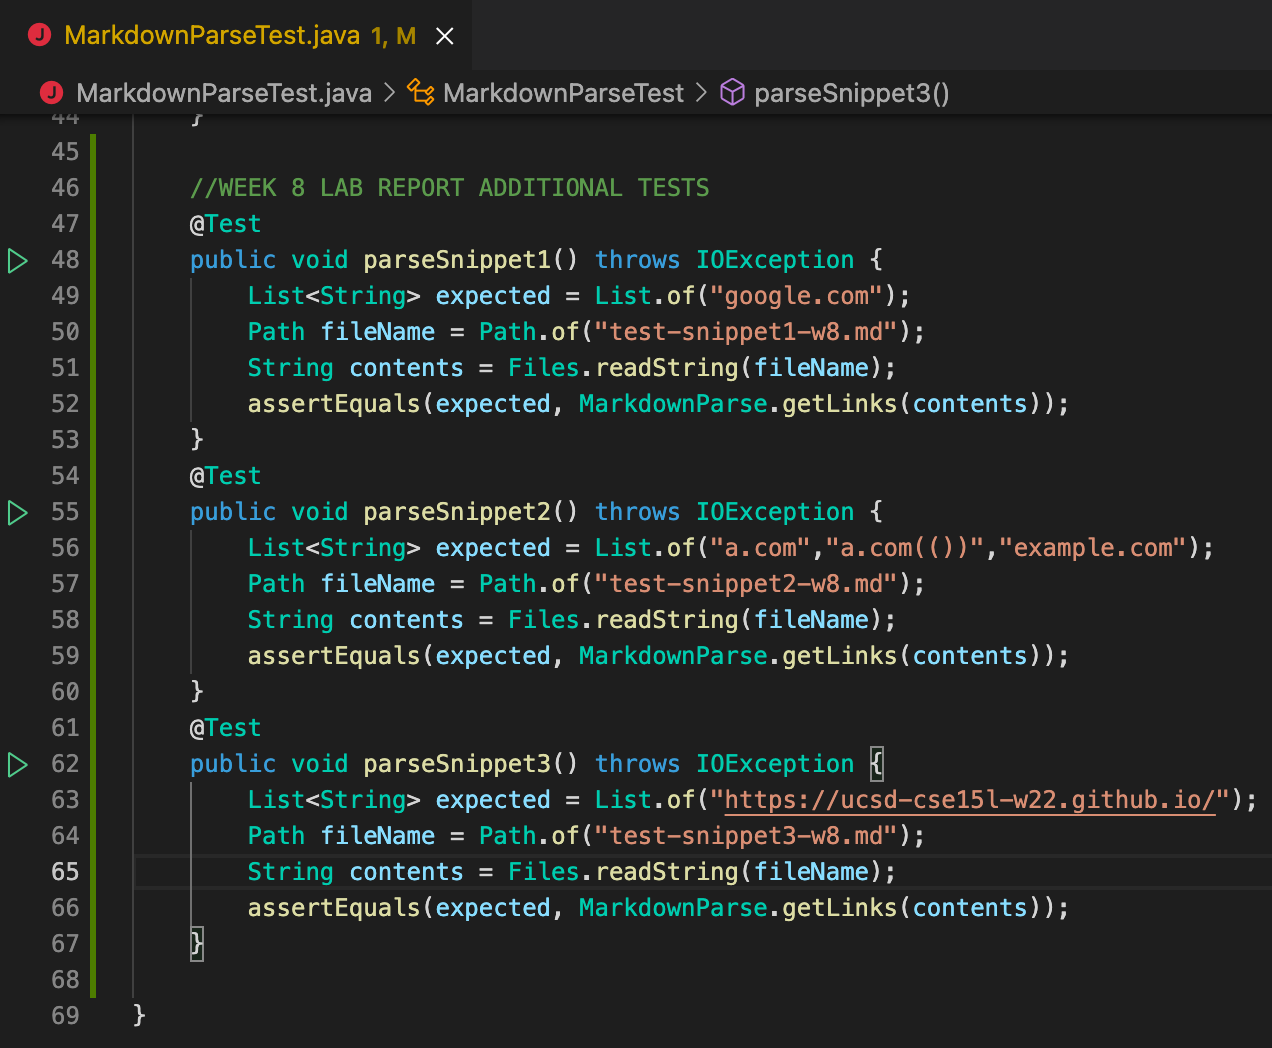 J MarkdownParseTest.java 1, M ×
J MarkdownParseTest.java > MarkdownParseTest > parseSnippet3()
44 }
45
46 //WEEK 8 LAB REPORT ADDITIONAL TESTS
47 @Test
48 public void parseSnippet1() throws IOException {
49 List<String> expected = List.of("google.com");
50 Path fileName = Path.of("test-snippet1-w8.md");
51 String contents = Files.readString(fileName);
52 assertEquals(expected, MarkdownParse.getLinks(contents));
53 }
54 @Test
55 public void parseSnippet2() throws IOException {
56 List<String> expected = List.of("a.com","a.com(())","example.com");
57 Path fileName = Path.of("test-snippet2-w8.md");
58 String contents = Files.readString(fileName);
59 assertEquals(expected, MarkdownParse.getLinks(contents));
60 }
61 @Test
62 public void parseSnippet3() throws IOException {
63 List<String> expected = List.of("https://ucsd-cse15l-w22.github.io/");
64 Path fileName = Path.of("test-snippet3-w8.md");
65 String contents = Files.readString(fileName);
66 assertEquals(expected, MarkdownParse.getLinks(contents));
67 }
68
69 }